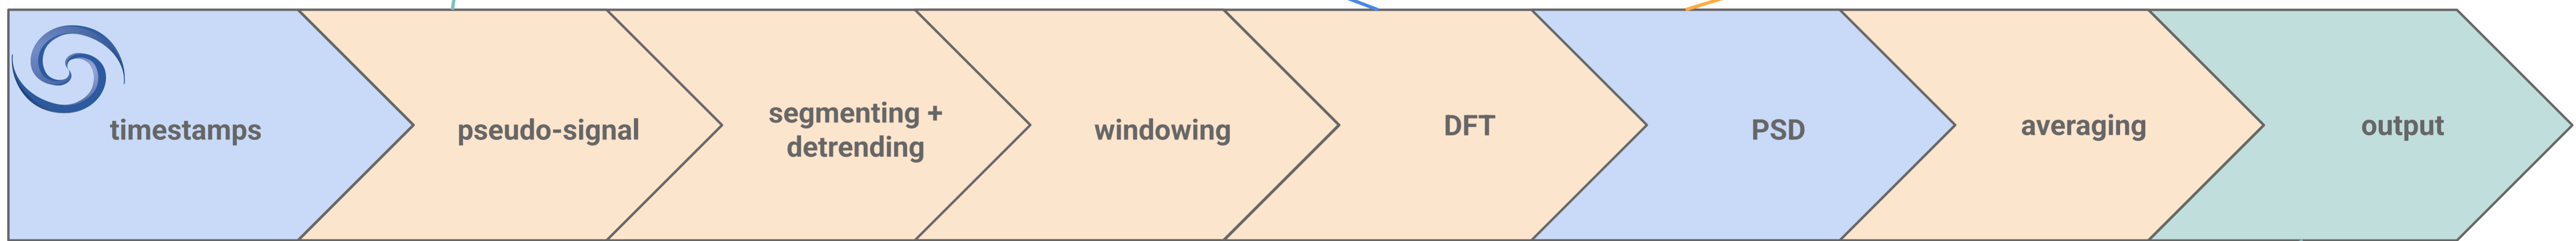 timestamps
pseudo-signal
segmenting +
detrending
windowing
DFT
PSD
averaging
output